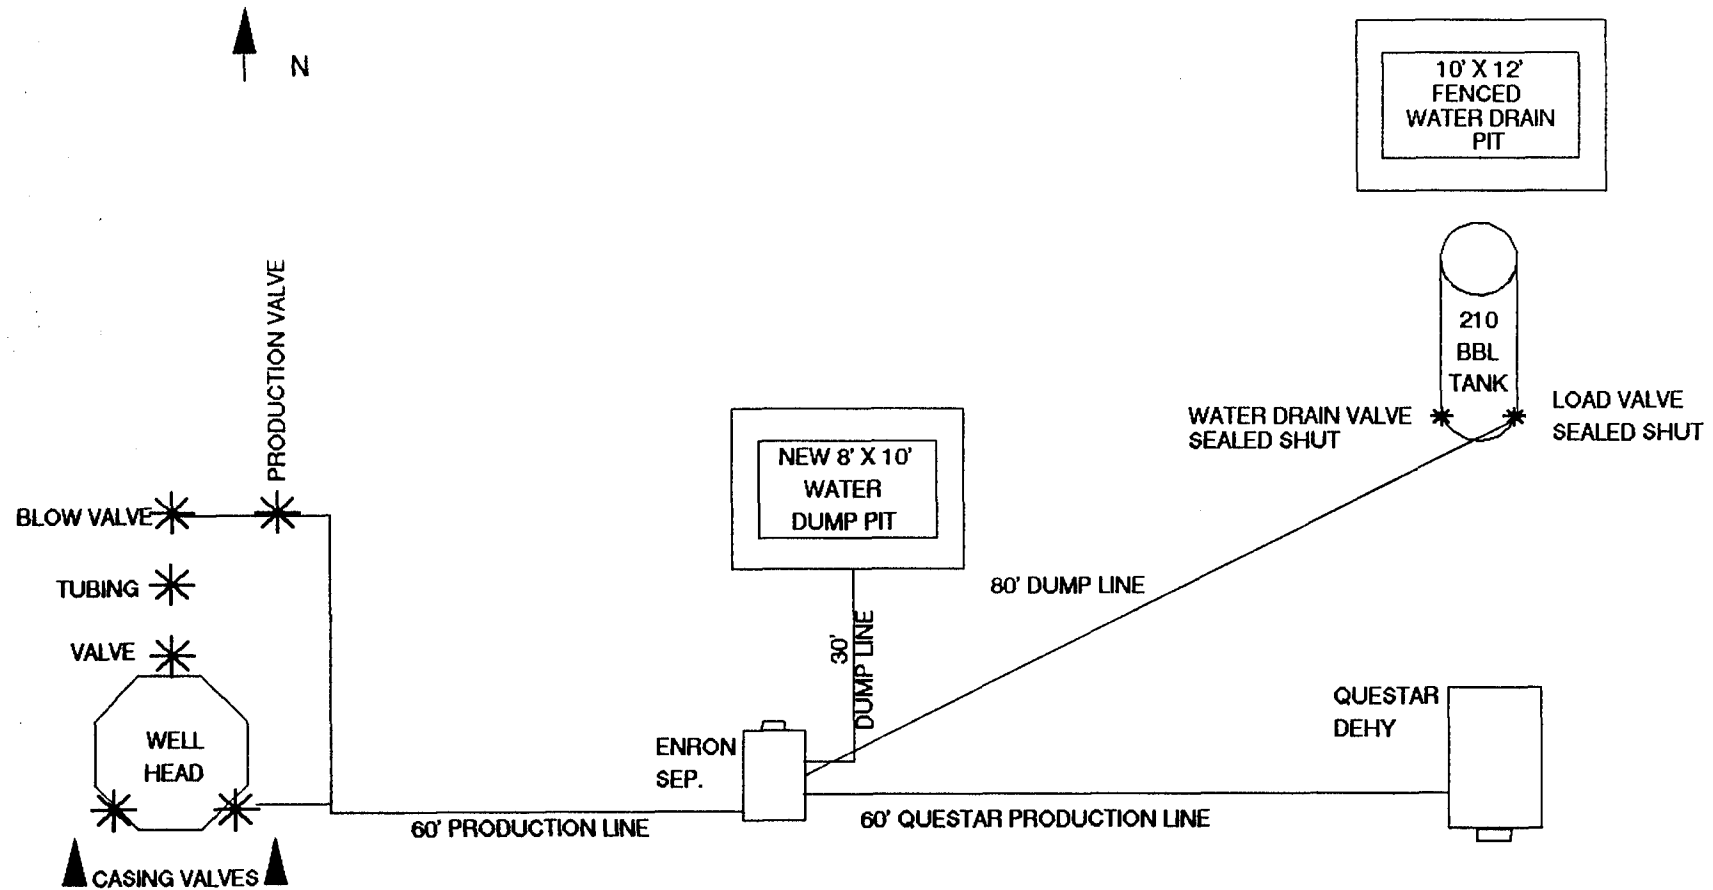 N
10' X 12'
FENCED
WATER DRAIN
PIT
PRODUCTION VALVE
210
BBL
TANK
WATER DRAIN VALVE
SEALED SHUT
LOAD VALVE
SEALED SHUT
NEW 8' X 10'
WATER
DUMP PIT
BLOW VALVE
TUBING
VALVE
80' DUMP LINE
30'
DUMP LINE
WELL
HEAD
ENRON
SEP.
QUESTAR
DEHY
60' PRODUCTION LINE
60' QUESTAR PRODUCTION LINE
CASING VALVES